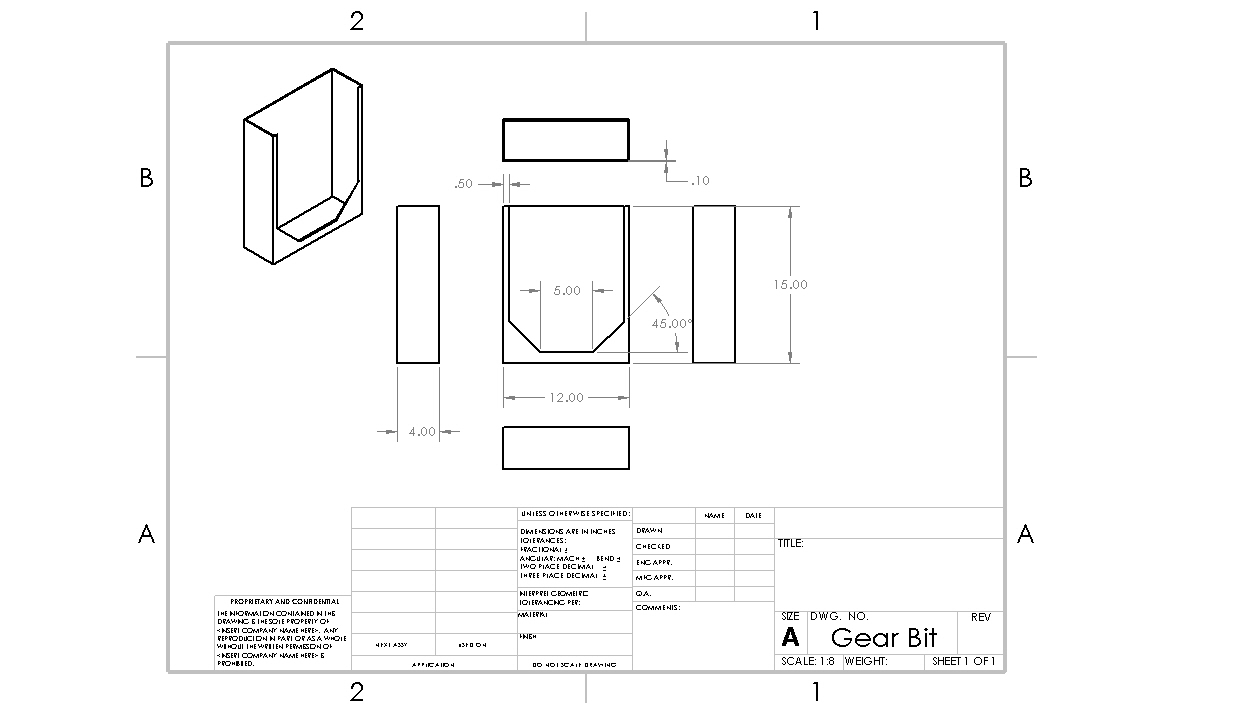 2
1
B
B
.10
.50
5.00
15.00
45.00°
12.00
4.00
A
A
UNLESS OTHERWISE SPECIFIED:
NAME
DATE
DIMENSIONS ARE IN INCHES
TOLERANCES:
FRACTIONAL ±
ANGULAR: MACH ± BEND ±
TWO PLACE DECIMAL ±
THREE PLACE DECIMAL ±
DRAWN
CHECKED
ENG APPR.
MFG APPR.
Q.A.
COMMENTS:
INTERPRET GEOMETRIC
TOLERANCING PER:
MATERIAL
FINISH
TITLE:
PROPRIETARY AND CONFIDENTIAL
THE INFORMATION CONTAINED IN THIS
DRAWING IS THE SOLE PROPERTY OF
<INSERT COMPANY NAME HERE>. ANY
REPRODUCTION IN PART OR AS A WHOLE
WITHOUT THE WRITTEN PERMISSION OF
<INSERT COMPANY NAME HERE> IS
PROHIBITED.
NEXT ASSY
USED ON
APPLICATION
DO NOT SCALE DRAWING
SIZE
A
DWG. NO.
Gear Bit
REV
SCALE: 1:8
WEIGHT:
SHEET 1 OF 1
2
1